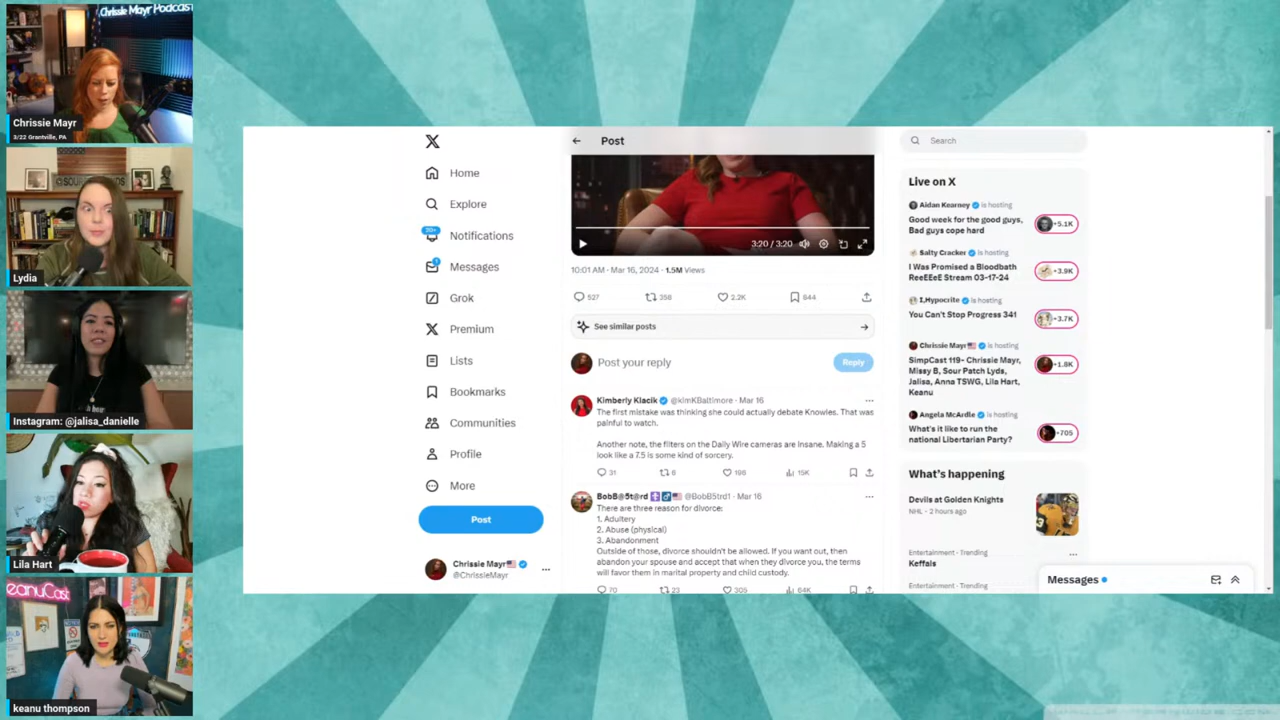 Chrissie Mayr Podcast
Chrissie Mayr
3/22 Grantville, PA
Lydia
Instagram: @jalisa_danielle
Lila Hart
eanuCast
keanu thompson
Home
Explore
20+
Notifications
Messages
Grok
Premium
Lists
Bookmarks
Communities
Profile
More
Post
Chrissie Mayr
@ChrissieMayr
Post
3:20 / 3:20
10:01 AM · Mar 16, 2024 · 1.5M Views
527 356 2.2K 644
See similar posts
Post your reply
Reply
Kimberly Klacik @kimKBaltimore · Mar 16
The first mistake was thinking she could actually debate Knowles. That was
painful to watch.
Another note, the filters on the Daily Wire cameras are insane. Making a 5
look like a 7.5 is some kind of sorcery.
31 6 196 15K
BobB@5t@rd @BobB5trd1 · Mar 16
There are three reason for divorce:
1. Adultery
2. Abuse (physical)
3. Abandonment
Outside of those, divorce shouldn't be allowed. If you want out, then
abandon your spouse and accept that when they divorce you, the terms
will favor them in marital property and child custody.
70 23 305 64K
Search
Live on X
Aidan Kearney is hosting
Good week for the good guys,
Bad guys cope hard
+5.1K
Salty Cracker is hosting
I Was Promised a Bloodbath
ReeEEeE Stream 03-17-24
+3.9K
I,Hypocrite is hosting
You Can't Stop Progress 341
+3.7K
Chrissie Mayr is hosting
SimpCast 119- Chrissie Mayr,
Missy B, Sour Patch Lyds,
Jalisa, Anna TSWG, Lila Hart,
Keanu
+1.8K
Angela McArdle is hosting
What's it like to run the
national Libertarian Party?
+705
What's happening
Devils at Golden Knights
NHL · 2 hours ago
Entertainment · Trending
Keffals
Entertainment · Trending
Messages